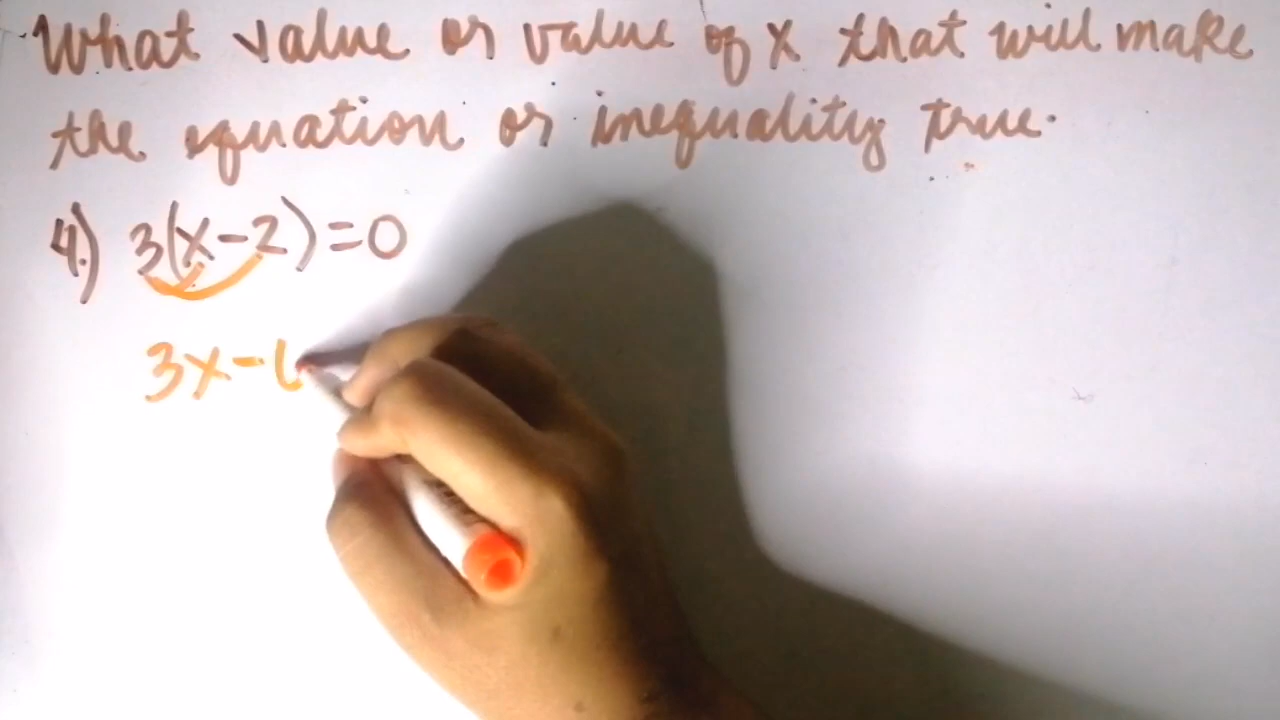 What value or value of x that will make
the equation or inequality true.
4.) 3(x-2)=0
3x-6